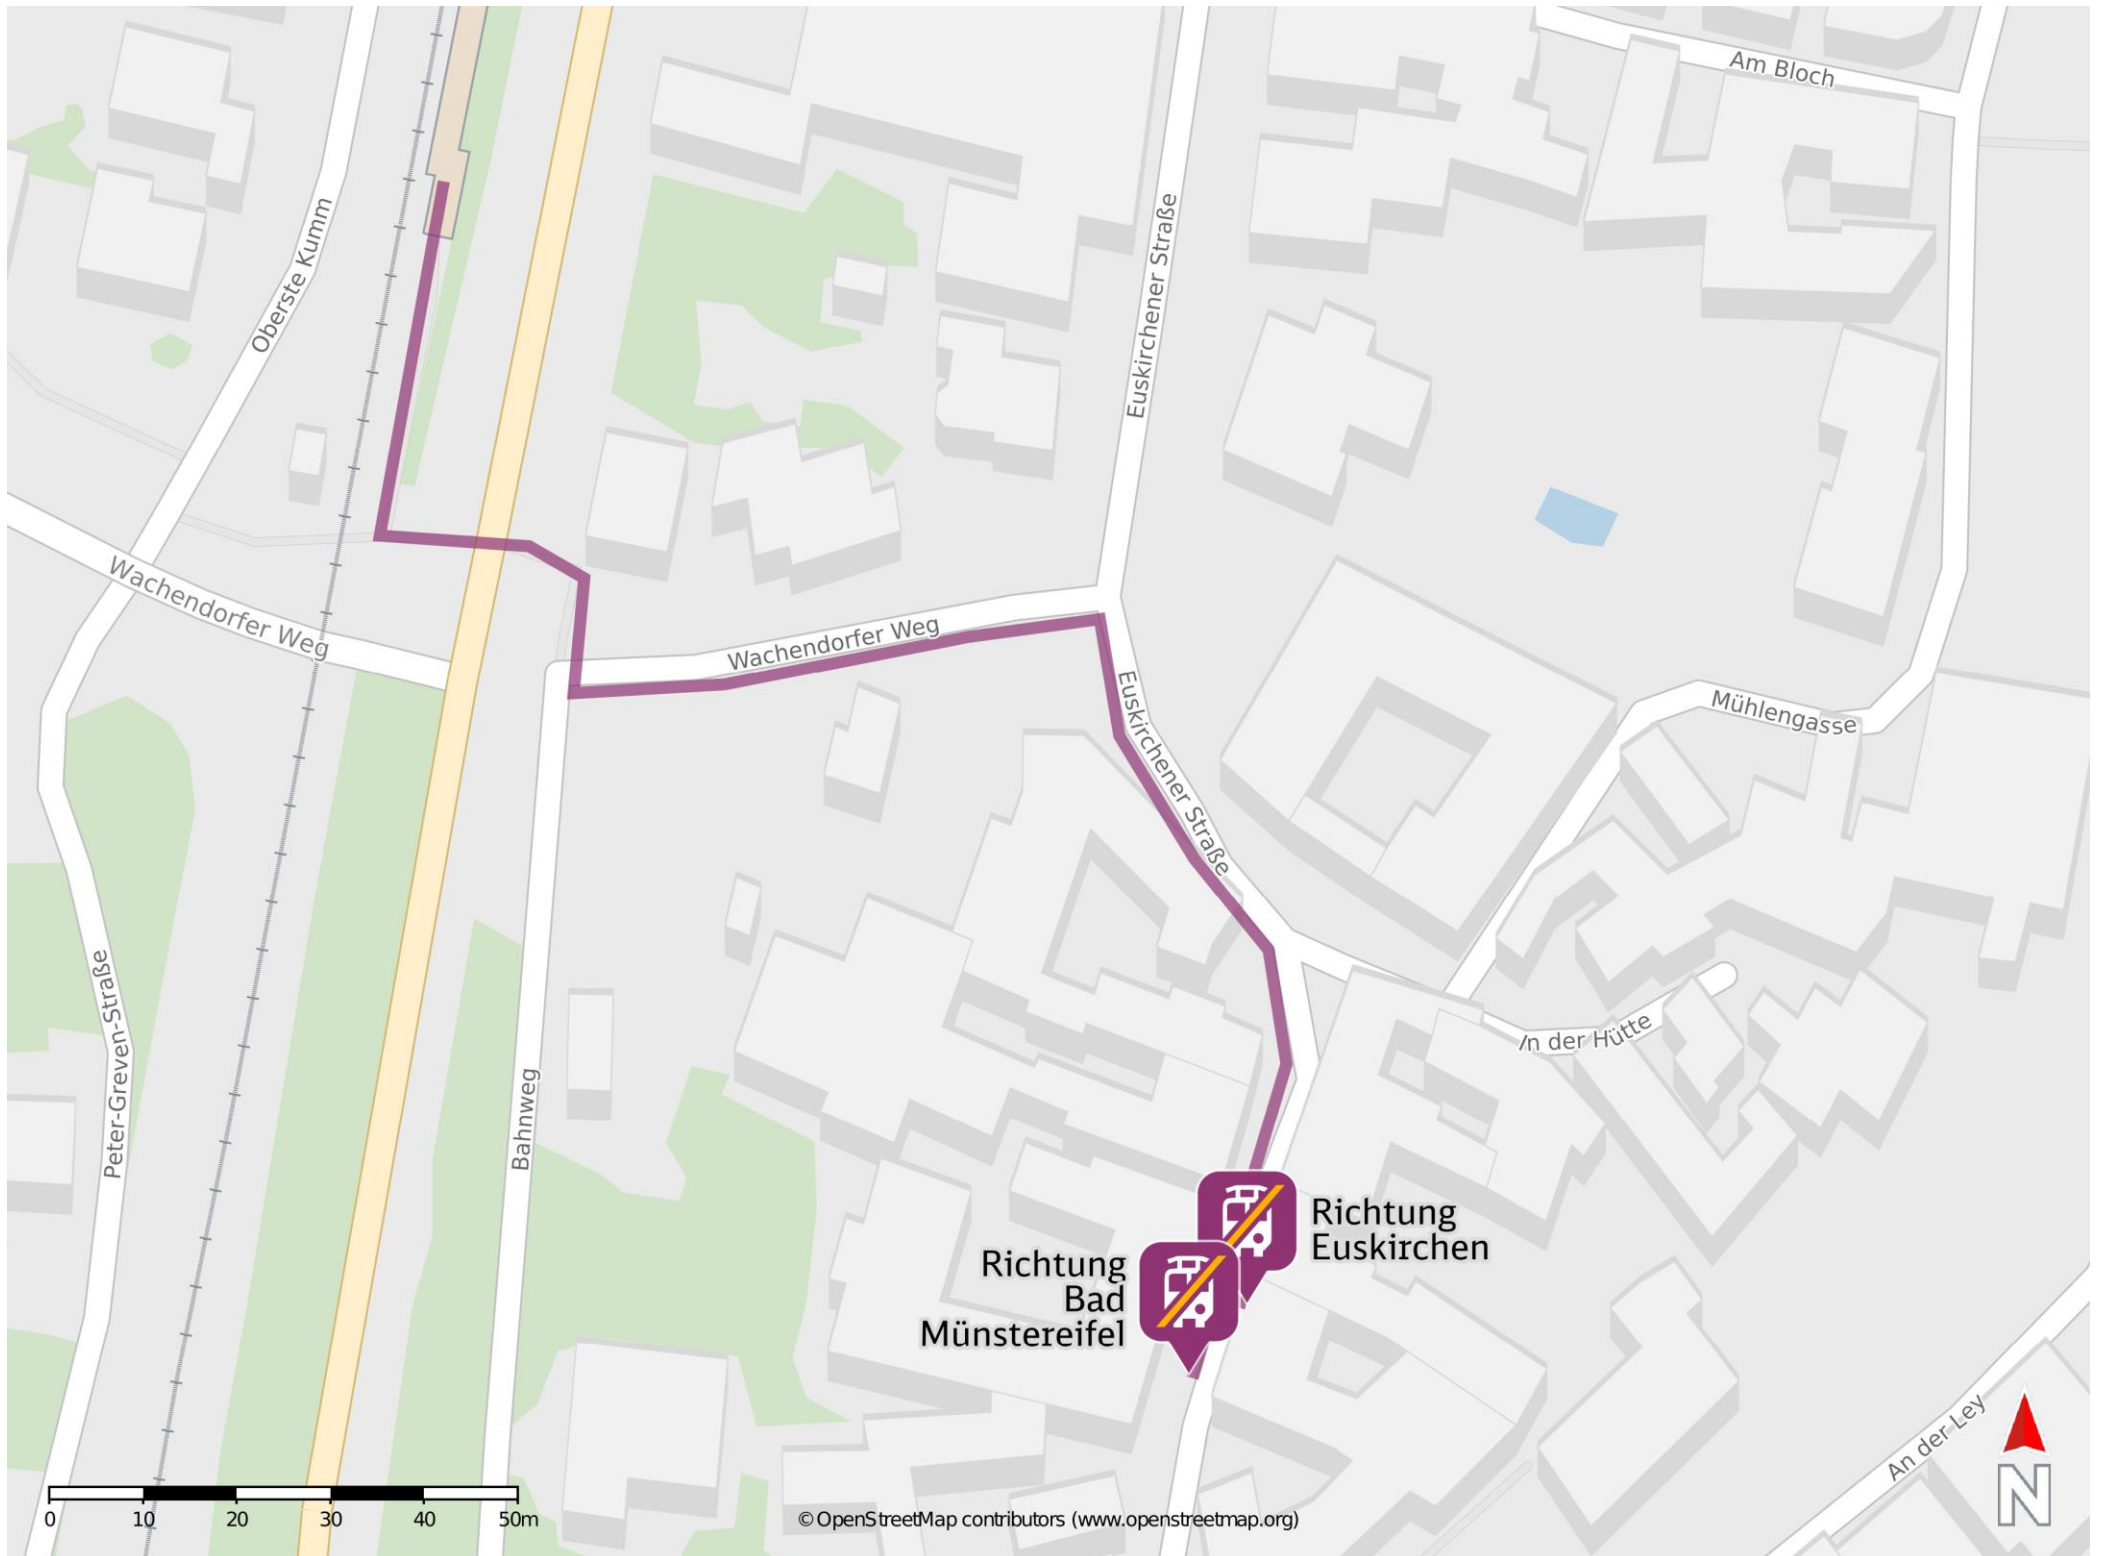 Am Bloch
Oberste Kumm
Euskirchener Straße
Wachendorfer Weg
Wachendorfer Weg
Euskirchener Straße
Mühlengasse
Peter-Greven-Straße
In der Hütte
Bahnweg
Richtung
Euskirchen
Richtung
Bad
Münstereifel
An der Ley
N
0 10 20 30 40 50m
© OpenStreetMap contributors (www.openstreetmap.org)